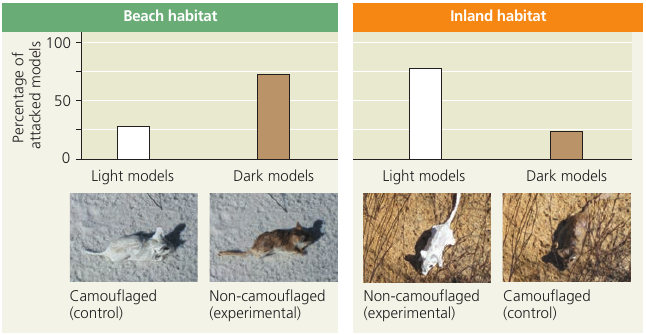 Beach habitat
Inland habitat
Percentage of
attacked models
100
50
0
Light models
Dark models
Light models
Dark models
Camouflaged
(control)
Non-camouflaged
(experimental)
Non-camouflaged
(experimental)
Camouflaged
(control)